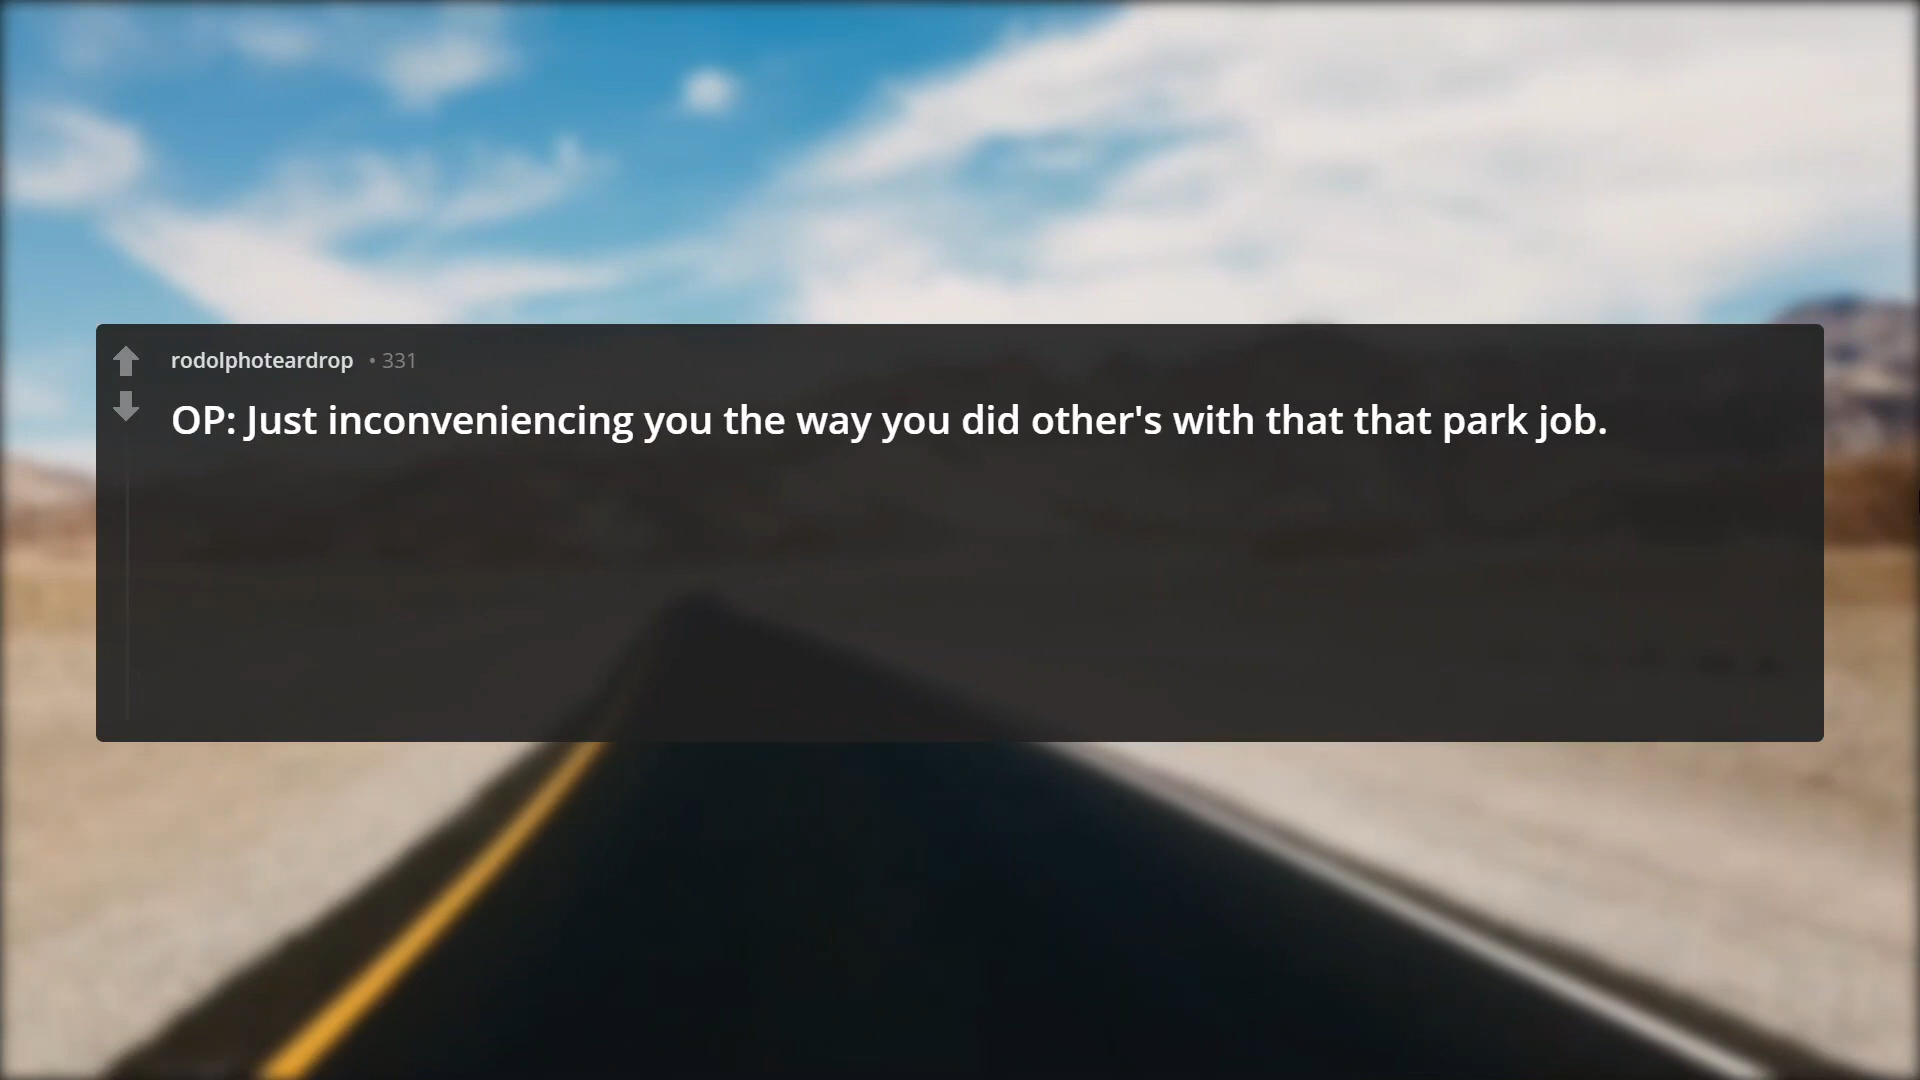 rodolphoteardrop • 331
OP: Just inconveniencing you the way you did other's with that that park job.